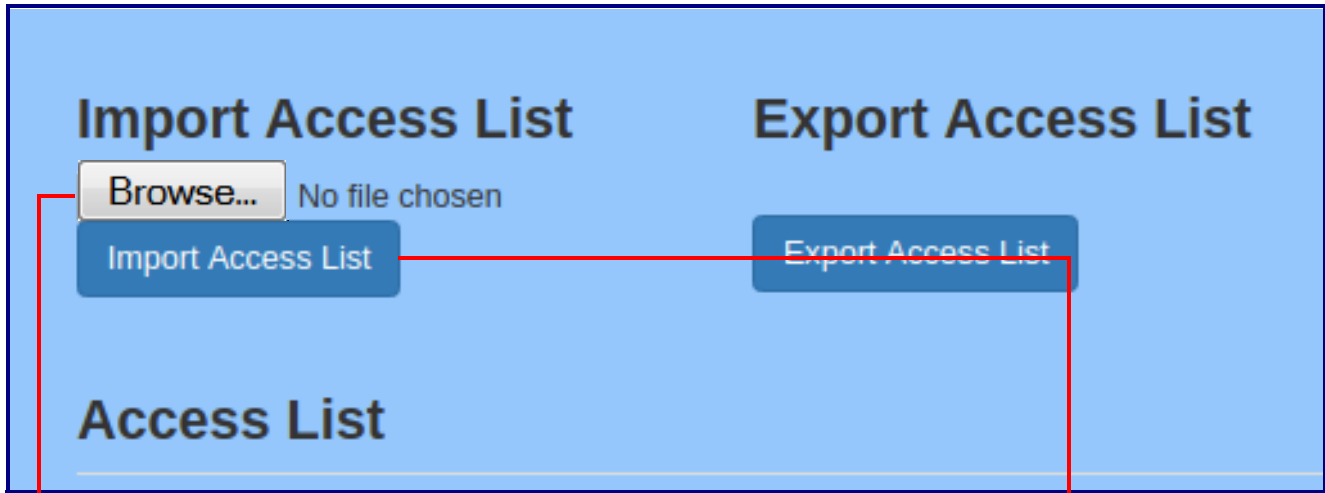 Import Access List
Browse... No file chosen
Import Access List
Export Access List
Export Access List
Access List